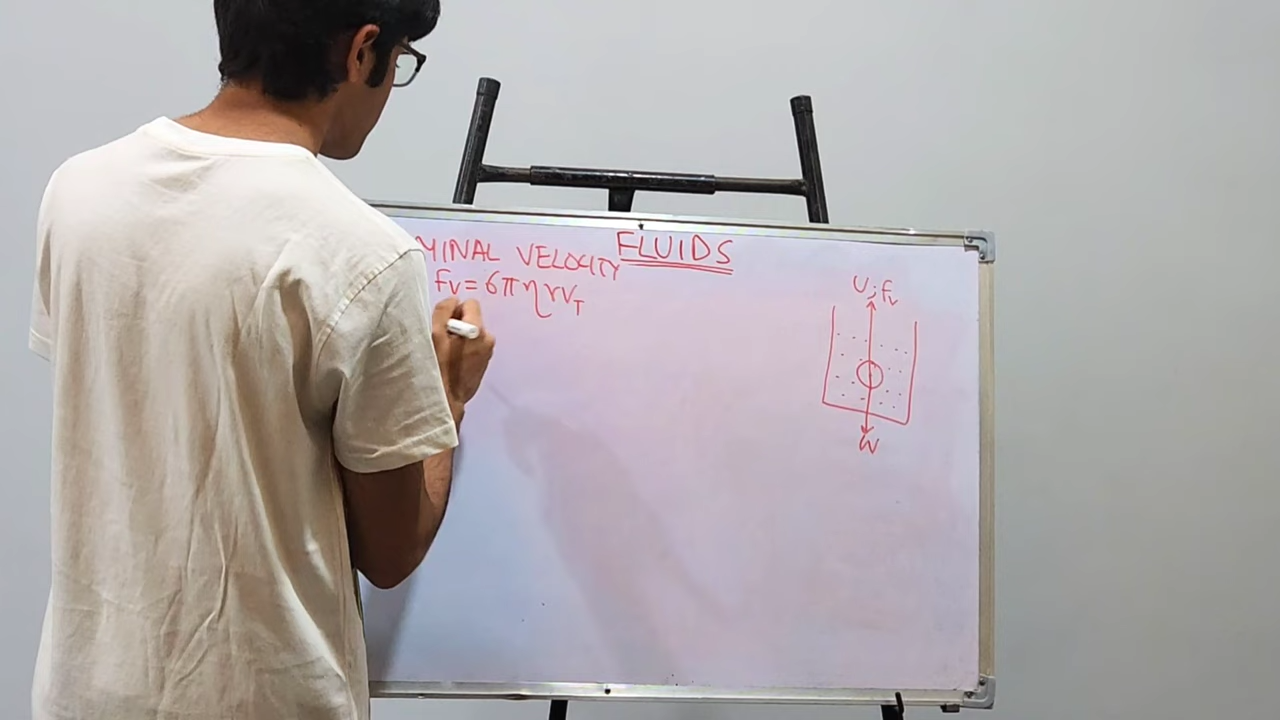 FLUIDS
MINAL VELOCITY
Fv = 6πηrvT
U; Fv
W